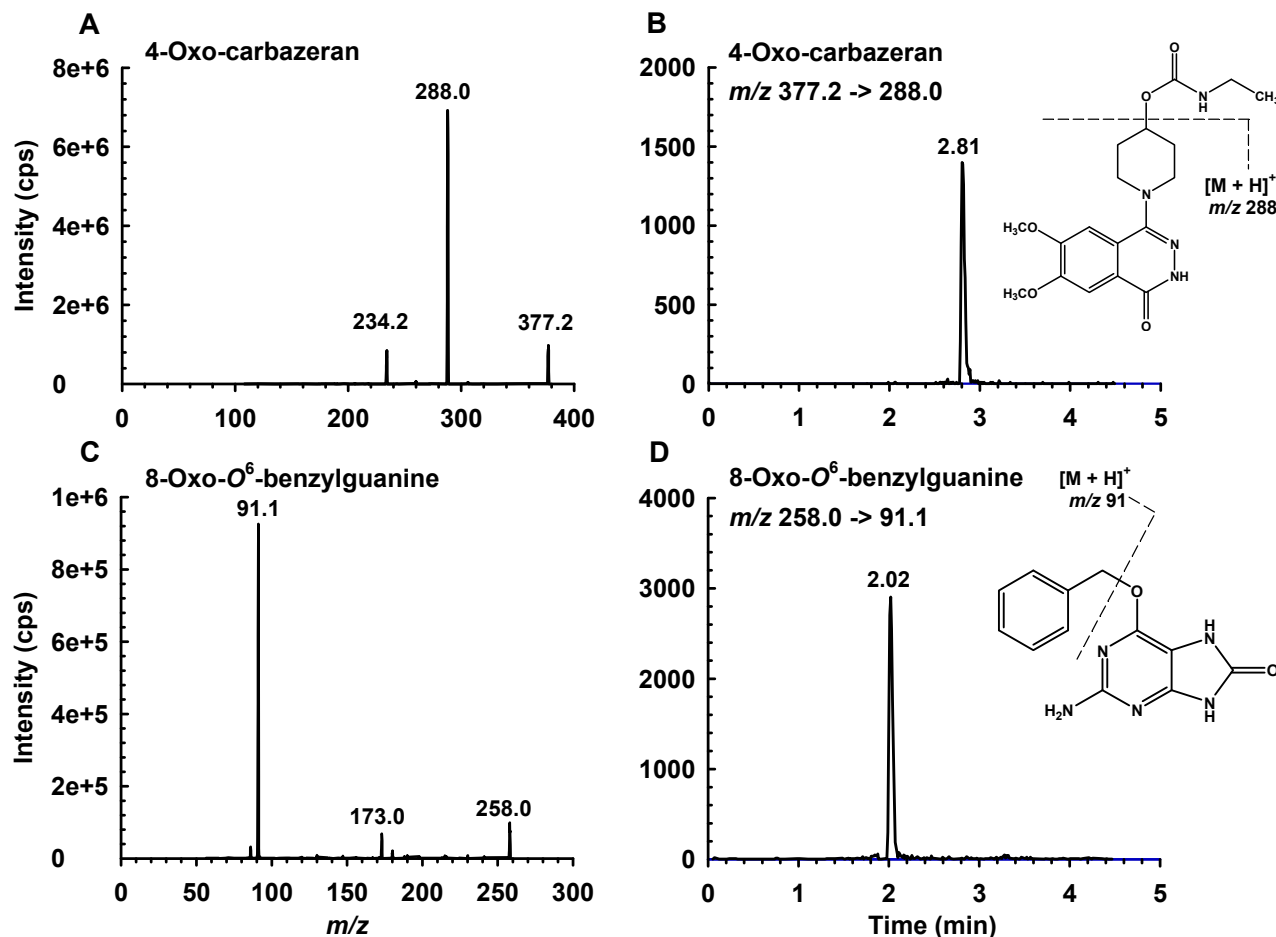 A
4-Oxo-carbazeran
8e+6
6e+6
4e+6
2e+6
0
Intensity (cps)
288.0
234.2
377.2
0 100 200 300 400
B
4-Oxo-carbazeran
m/z 377.2 -> 288.0
2000
1500
1000
500
0
2.81
0 1 2 3 4 5
O
O
N
H
CH3
[M + H]+
m/z 288
N
H3CO
N
NH
H3CO
O
C
8-Oxo-O6-benzylguanine
1e+6
8e+5
6e+5
4e+5
2e+5
0
Intensity (cps)
91.1
173.0
258.0
0 50 100 150 200 250 300
m/z
D
8-Oxo-O6-benzylguanine
m/z 258.0 -> 91.1
4000
3000
2000
1000
0
2.02
0 1 2 3 4 5
Time (min)
[M + H]+
m/z 91
O
H
N
N
O
H2N
N
N
H